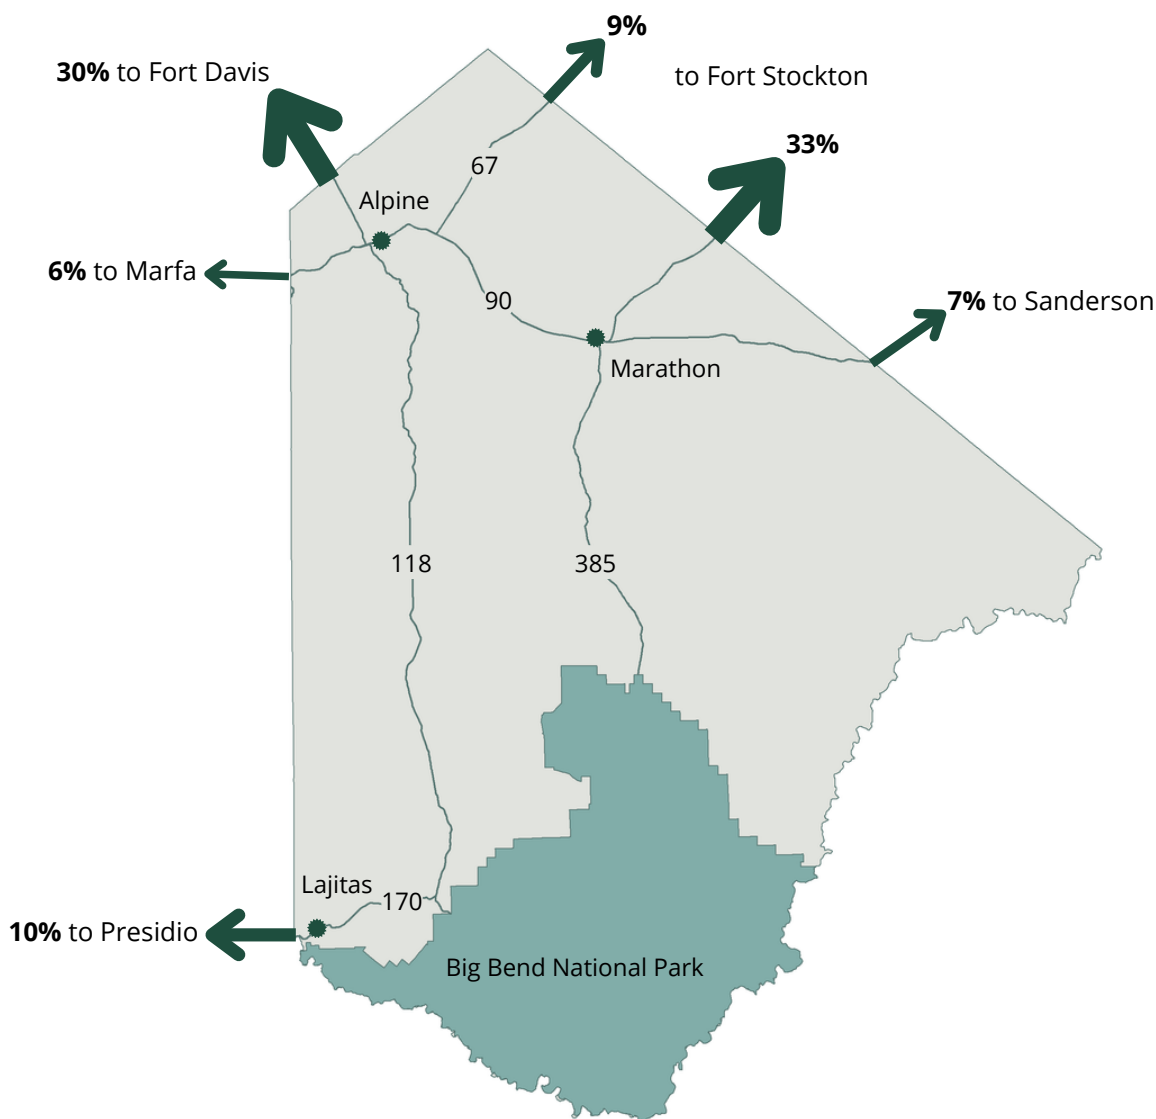 9%
30% to Fort Davis
to Fort Stockton
33%
67
Alpine
6% to Marfa
90
7% to Sanderson
Marathon
118
385
Lajitas
170
10% to Presidio
Big Bend National Park